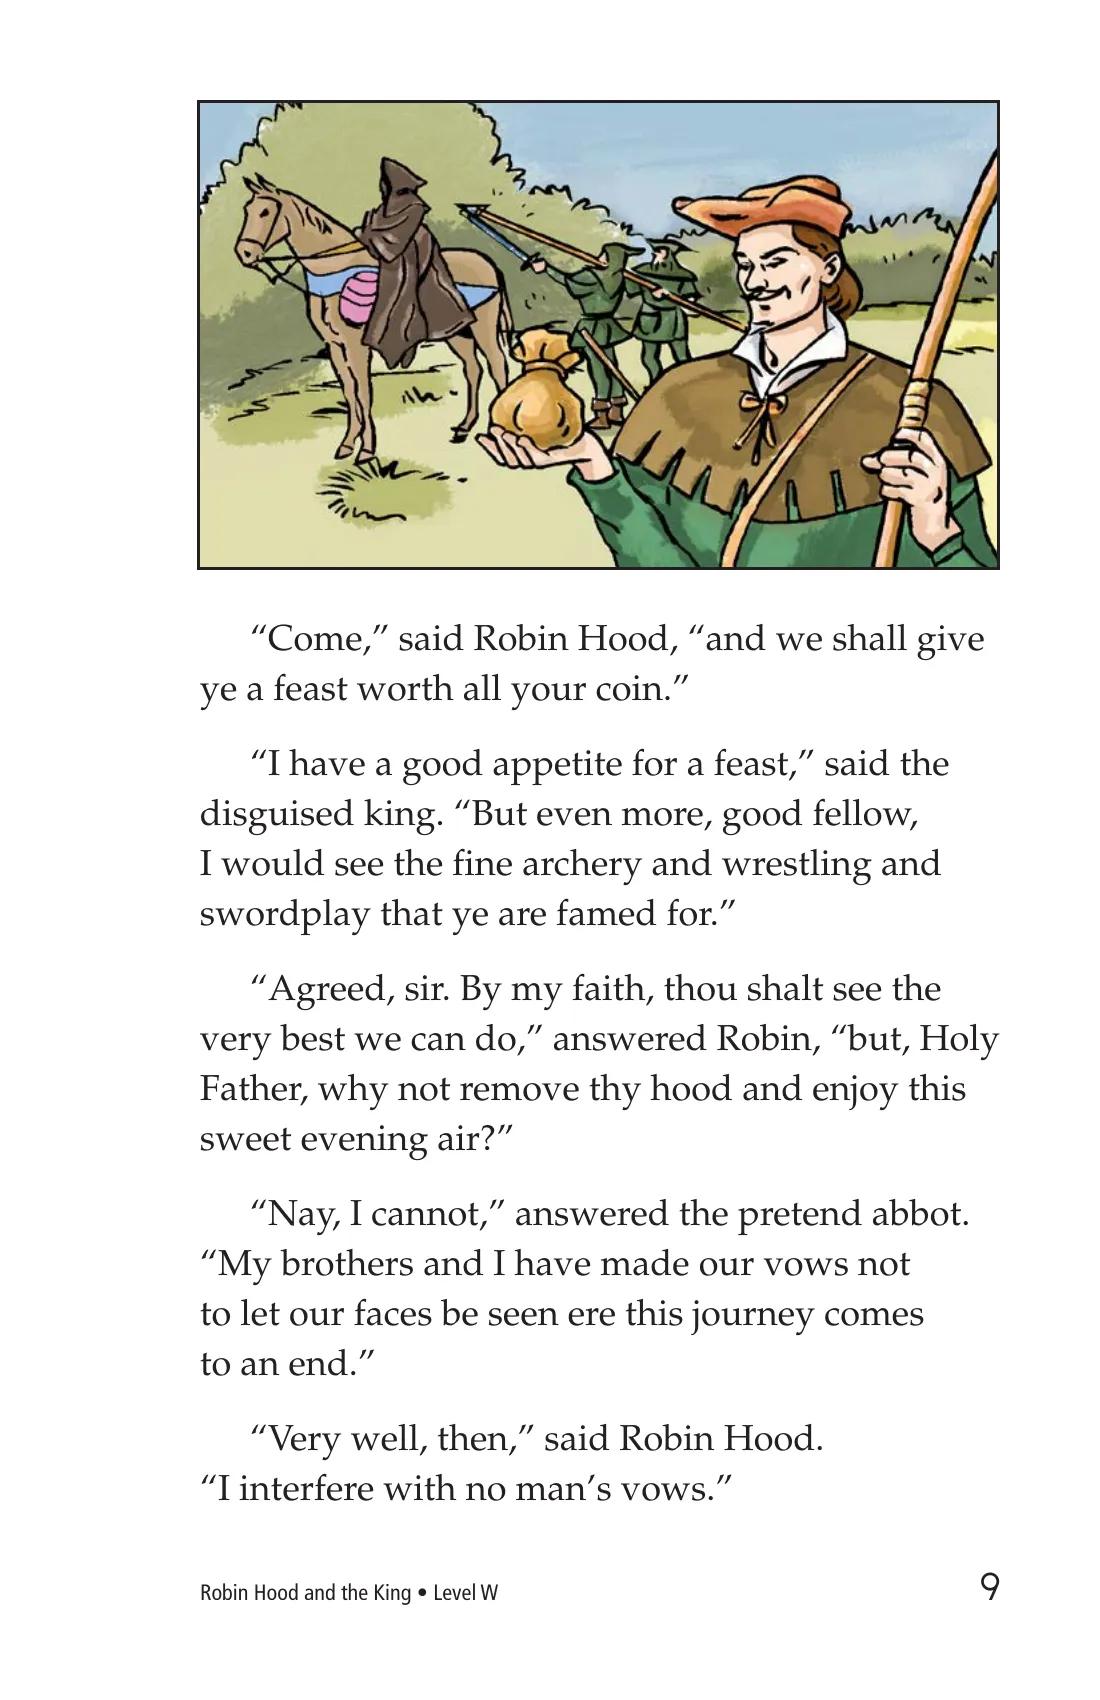 “Come,” said Robin Hood, “and we shall give
ye a feast worth all your coin.”
“I have a good appetite for a feast,” said the
disguised king. “But even more, good fellow,
I would see the fine archery and wrestling and
swordplay that ye are famed for.”
“Agreed, sir. By my faith, thou shalt see the
very best we can do,” answered Robin, “but, Holy
Father, why not remove thy hood and enjoy this
sweet evening air?”
“Nay, I cannot,” answered the pretend abbot.
“My brothers and I have made our vows not
to let our faces be seen ere this journey comes
to an end.”
“Very well, then,” said Robin Hood.
“I interfere with no man’s vows.”
Robin Hood and the King • Level W
9